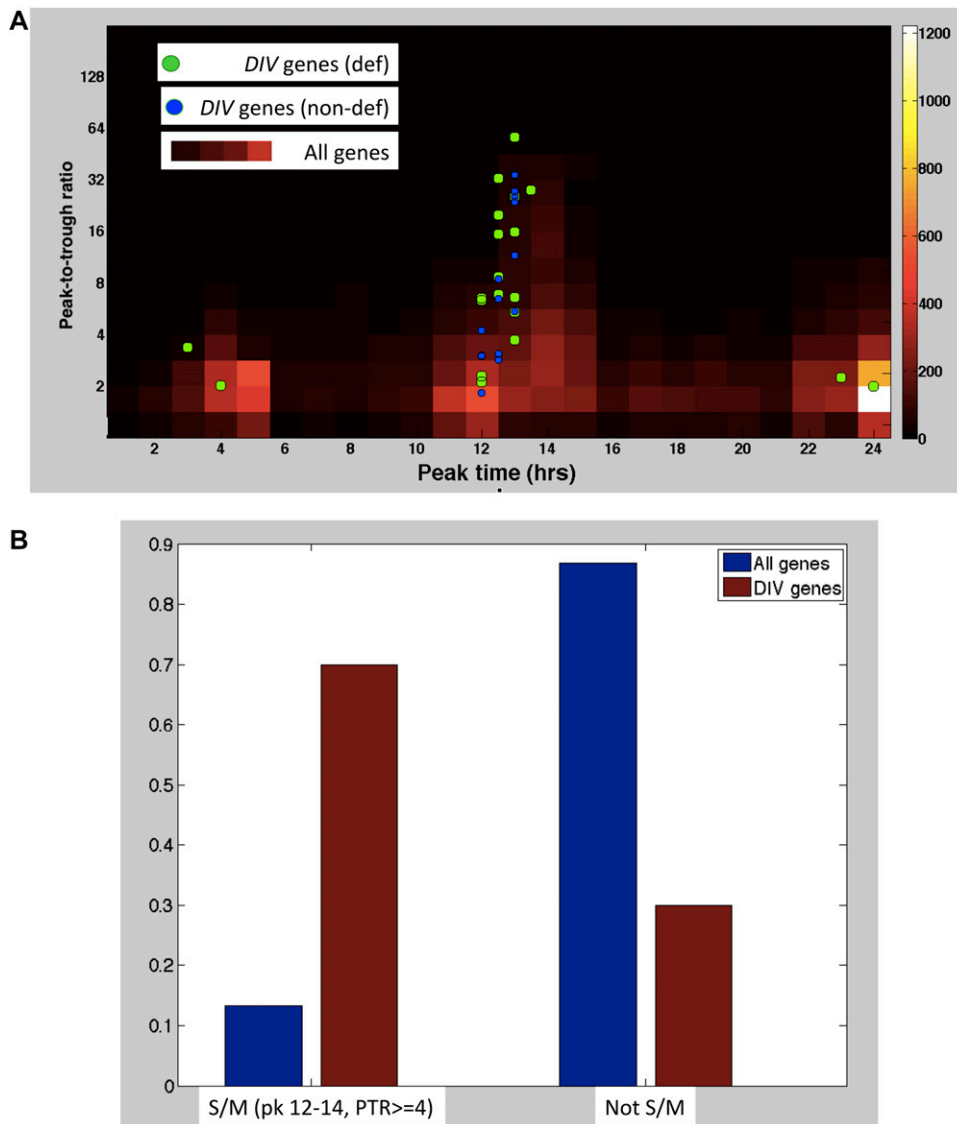 A
DIV genes (def)
DIV genes (non-def)
All genes
Peak-to-trough ratio
128
64
32
16
8
4
2
2 4 6 8 10 12 14 16 18 20 22 24
Peak time (hrs)
1200
1000
800
600
400
200
0
B
0.9
0.8
0.7
0.6
0.5
0.4
0.3
0.2
0.1
0
All genes
DIV genes
S/M (pk 12-14, PTR>=4) Not S/M